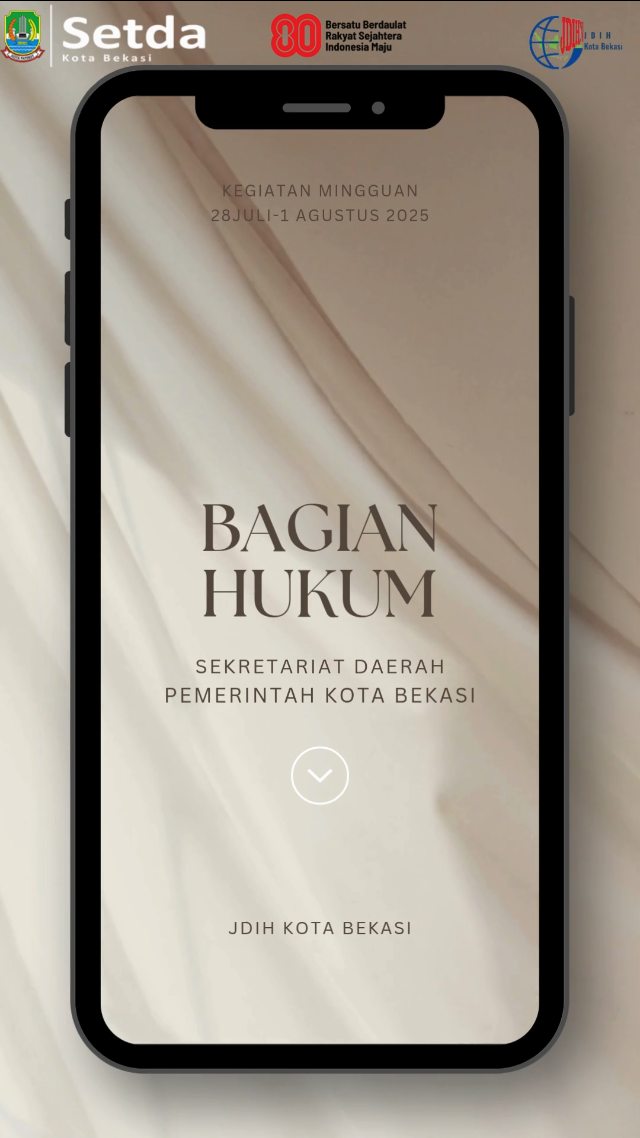 Setda
Kota Bekasi
80
Bersatu Berdaulat
Rakyat Sejahtera
Indonesia Maju
JDIH
JDIH
Kota Bekasi
KEGIATAN MINGGUAN
28JULI-1 AGUSTUS 2025
BAGIAN
HUKUM
SEKRETARIAT DAERAH
PEMERINTAH KOTA BEKASI
JDIH KOTA BEKASI